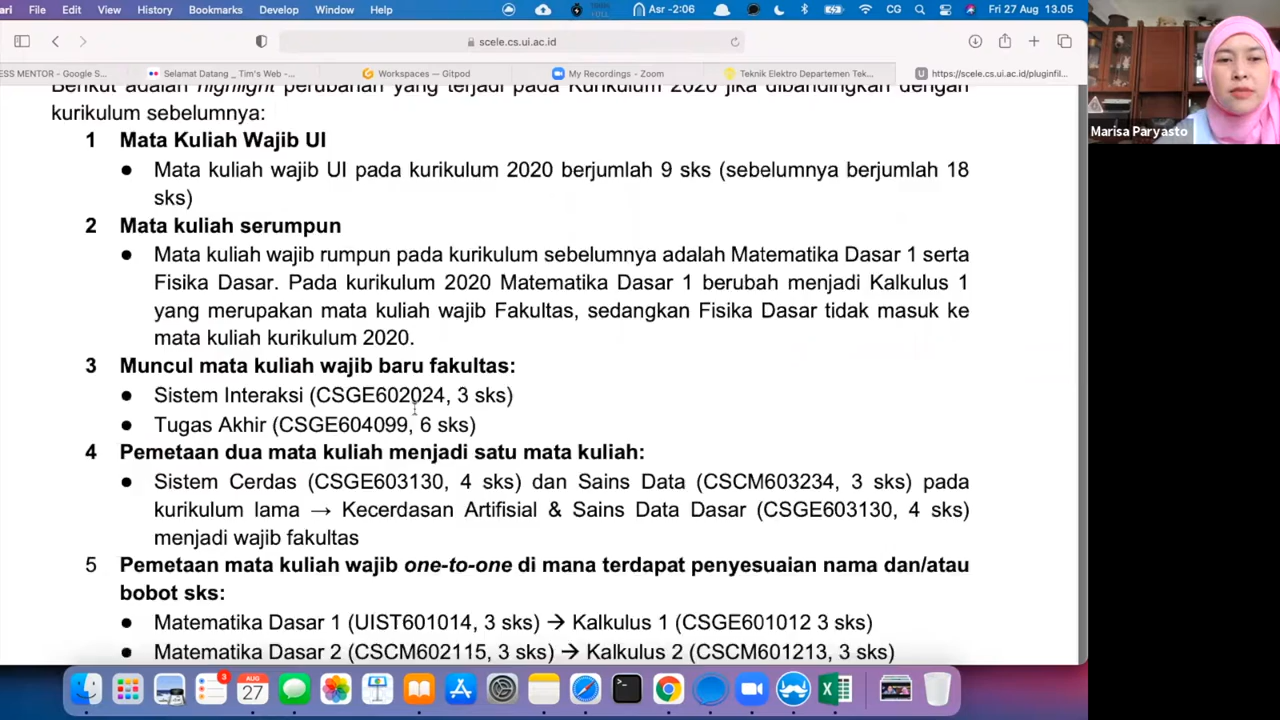 ari File Edit View History Bookmarks Develop Window Help 100% FULL Asr -2:06 CG Fri 27 Aug 13.05
scele.cs.ui.ac.id
ESS MENTOR - Google S... Selamat Datang _ Tim's Web -... Workspaces — Gitpod My Recordings - Zoom Teknik Elektro Departemen Tek... https://scele.cs.ui.ac.id/pluginfil...
Berikut adalah highlight perubahan yang terjadi pada Kurikulum 2020 jika dibandingkan dengan
kurikulum sebelumnya:
1 Mata Kuliah Wajib UI
● Mata kuliah wajib UI pada kurikulum 2020 berjumlah 9 sks (sebelumnya berjumlah 18
sks)
2 Mata kuliah serumpun
● Mata kuliah wajib rumpun pada kurikulum sebelumnya adalah Matematika Dasar 1 serta
Fisika Dasar. Pada kurikulum 2020 Matematika Dasar 1 berubah menjadi Kalkulus 1
yang merupakan mata kuliah wajib Fakultas, sedangkan Fisika Dasar tidak masuk ke
mata kuliah kurikulum 2020.
3 Muncul mata kuliah wajib baru fakultas:
● Sistem Interaksi (CSGE602024, 3 sks)
● Tugas Akhir (CSGE604099, 6 sks)
4 Pemetaan dua mata kuliah menjadi satu mata kuliah:
● Sistem Cerdas (CSGE603130, 4 sks) dan Sains Data (CSCM603234, 3 sks) pada
kurikulum lama → Kecerdasan Artifisial & Sains Data Dasar (CSGE603130, 4 sks)
menjadi wajib fakultas
5 Pemetaan mata kuliah wajib one-to-one di mana terdapat penyesuaian nama dan/atau
bobot sks:
● Matematika Dasar 1 (UIST601014, 3 sks) → Kalkulus 1 (CSGE601012 3 sks)
● Matematika Dasar 2 (CSCM602115, 3 sks) → Kalkulus 2 (CSCM601213, 3 sks)
Marisa Paryasto
3
AUG
27